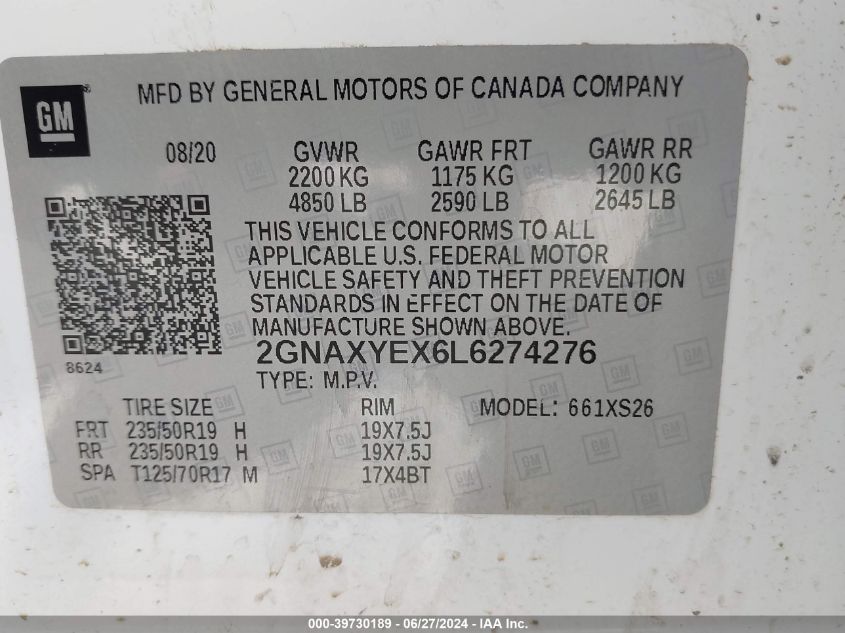 GM
MFD BY GENERAL MOTORS OF CANADA COMPANY
08/20 GVWR GAWR FRT GAWR RR
2200 KG 1175 KG 1200 KG
4850 LB 2590 LB 2645 LB
THIS VEHICLE CONFORMS TO ALL
APPLICABLE U.S. FEDERAL MOTOR
VEHICLE SAFETY AND THEFT PREVENTION
STANDARDS IN EFFECT ON THE DATE OF
MANUFACTURE SHOWN ABOVE.
8624
2GNAXYEX6L6274276
TYPE: M.P.V.
TIRE SIZE RIM MODEL: 661XS26
FRT 235/50R19 H 19X7.5J
RR 235/50R19 H 19X7.5J
SPA T125/70R17 M 17X4BT
000-39730189 - 06/27/2024 - IAA Inc.